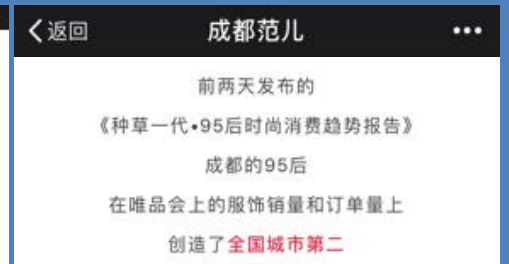 返回 成都范儿 •••
前两天发布的
《种草一代•95后时尚消费趋势报告》
成都的95后
在唯品会上的服饰销量和订单量上
创造了全国城市第二